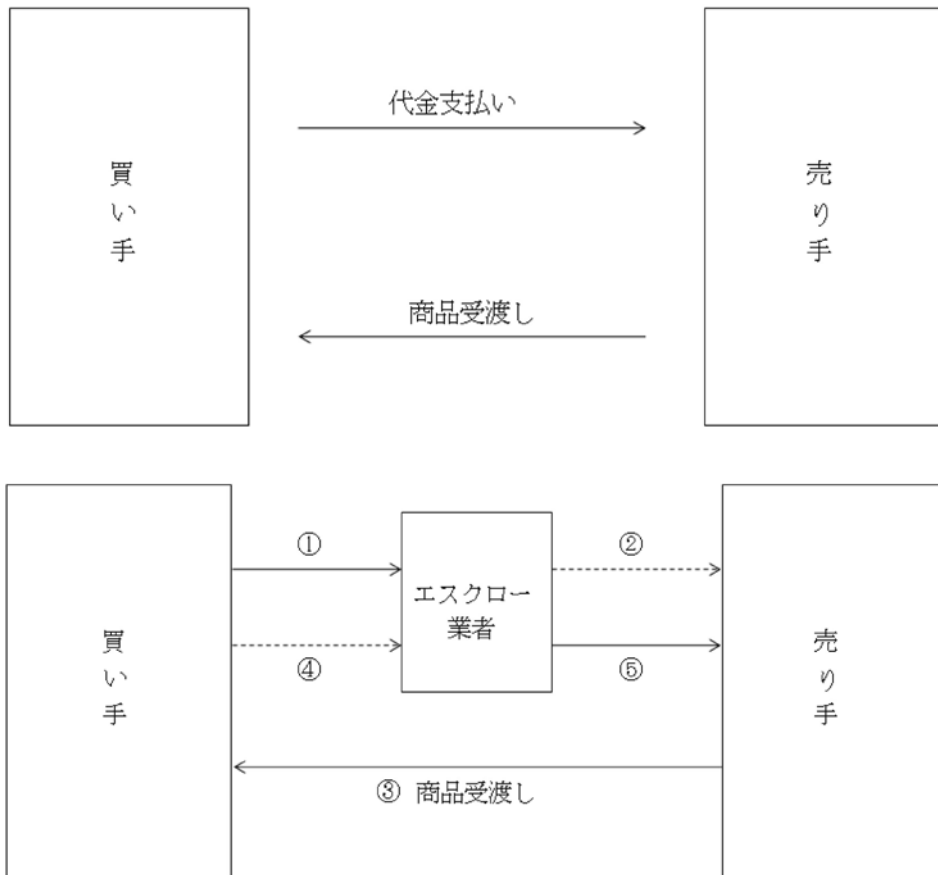 代金支払い
買い手
売り手
商品受渡し
①
②
エスクロー
業者
買い手
売り手
④
⑤
③ 商品受渡し